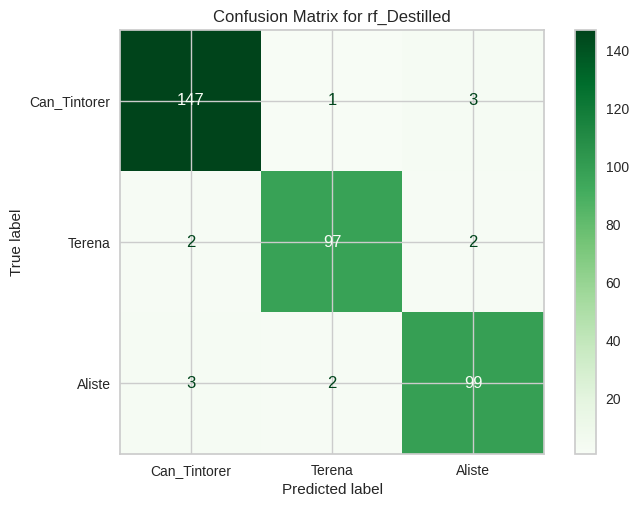 Confusion Matrix for rf_Destilled
True label
Can_Tintorer 147 1 3
Terena 2 97 2
Aliste 3 2 99
Can_Tintorer Terena Aliste
Predicted label
140
120
100
80
60
40
20